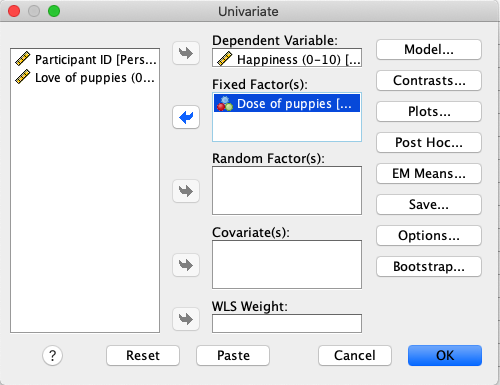 Univariate
Participant ID [Pers...
Love of puppies (0...
Dependent Variable:
Happiness (0-10) [...
Fixed Factor(s):
Dose of puppies [...
Random Factor(s):
Covariate(s):
WLS Weight:
Model...
Contrasts...
Plots...
Post Hoc...
EM Means...
Save...
Options...
Bootstrap...
?
Reset
Paste
Cancel
OK